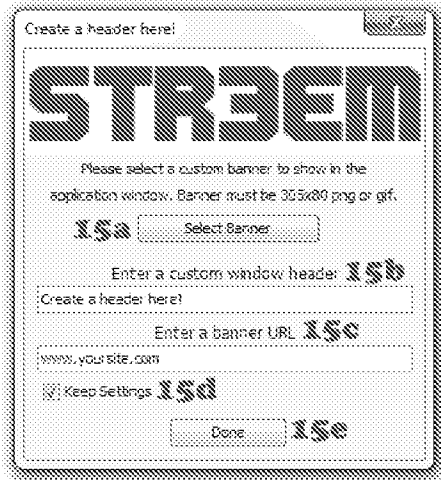 Create a header here!
STR3EM
Please select a custom banner to show in the
application window. Banner must be 305x80 png or gif.
15a Select Banner
Enter a custom window header 15b
Create a header here!
Enter a banner URL 15c
www.yoursite.com
Keep Settings 15d
Done 15e